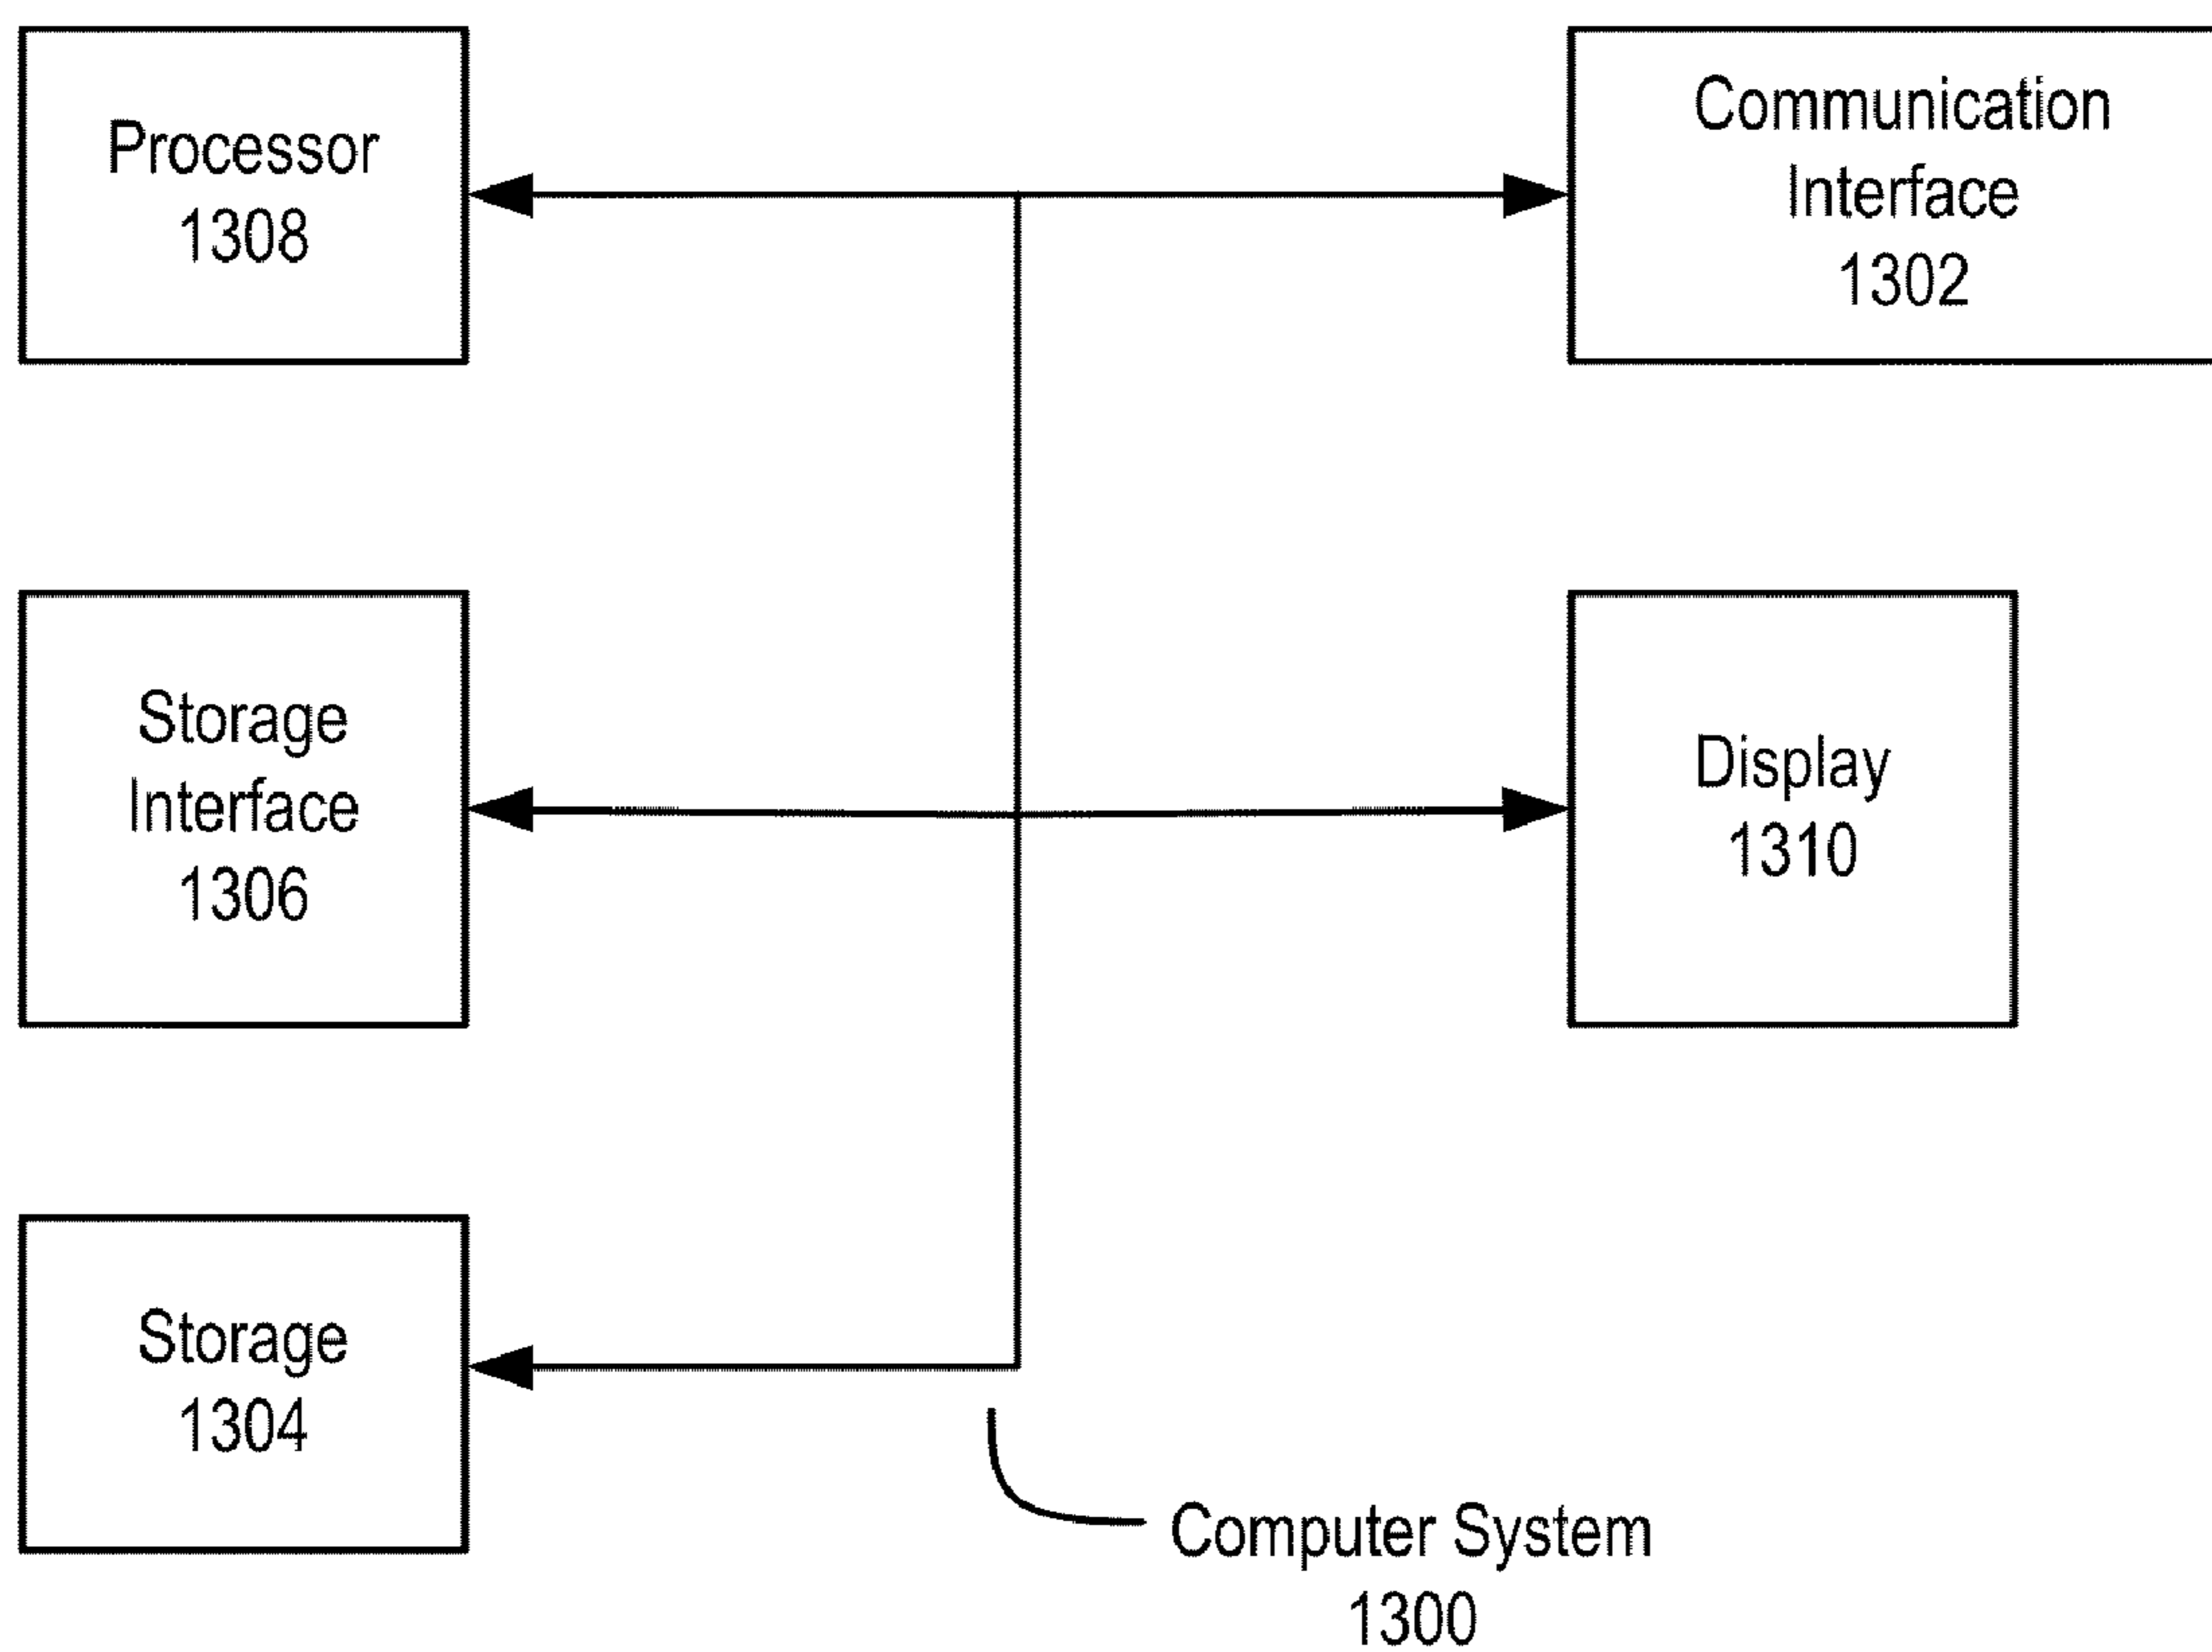 Processor
1308
Communication
Interface
1302
Storage
Interface
1306
Display
1310
Storage
1304
Computer System
1300